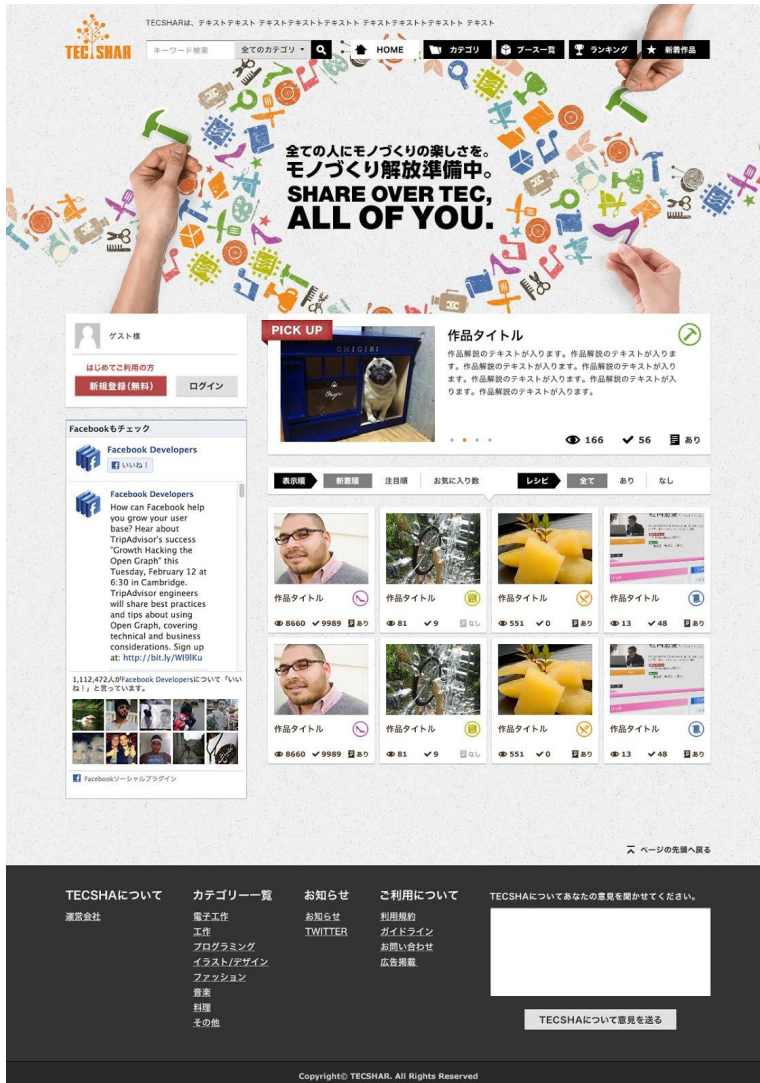 TECSHARは、テキストテキスト テキストテキストトテキストト テキストテキストトテキストト テキスト
TECSHAR
キーワード検索
全てのカテゴリ
HOME
カテゴリ
ブース一覧
ランキング
新着作品
全ての人にモノづくりの楽しさを。
モノづくり解放準備中。
SHARE OVER TEC,
ALL OF YOU.
ゲスト様
はじめてご利用の方
新規登録(無料)
ログイン
Facebookもチェック
Facebook Developers
いいね!
Facebook Developers
How can Facebook help
you grow your user
base? Hear about
TripAdvisor's success
"Growth Hacking the
Open Graph" this
Tuesday, February 12 at
6:30 in Cambridge.
TripAdvisor engineers
will share best practices
and tips about using
Open Graph, covering
technical and business
considerations. Sign up
at: http://bit.ly/WI9lKu
1,112,472人がFacebook Developersについて「いい
ね!」と言っています。
Facebookソーシャルプラグイン
PICK UP
ONIGIRI
作品タイトル
作品解説のテキストが入ります。作品解説のテキストが入りま
す。作品解説のテキストが入ります。作品解説のテキストが入り
ます。作品解説のテキストが入ります。作品解説のテキストが入
ります。作品解説のテキストが入ります。
166 56 あり
表示順 新着順 注目順 お気に入り数
レシピ 全て あり なし
作品タイトル
8660 9989 あり
作品タイトル
81 9 なし
作品タイトル
551 0 あり
作品タイトル
13 48 あり
作品タイトル
8660 9989 あり
作品タイトル
81 9 なし
作品タイトル
551 0 あり
作品タイトル
13 48 あり
ページの先頭へ戻る
TECSHAについて
運営会社
カテゴリー一覧
電子工作
工作
プログラミング
イラスト/デザイン
ファッション
音楽
料理
その他
お知らせ
お知らせ
TWITTER
ご利用について
利用規約
ガイドライン
お問い合わせ
広告掲載
TECSHAについてあなたの意見を聞かせてください。
TECSHAについて意見を送る
Copyright© TECSHAR. All Rights Reserved